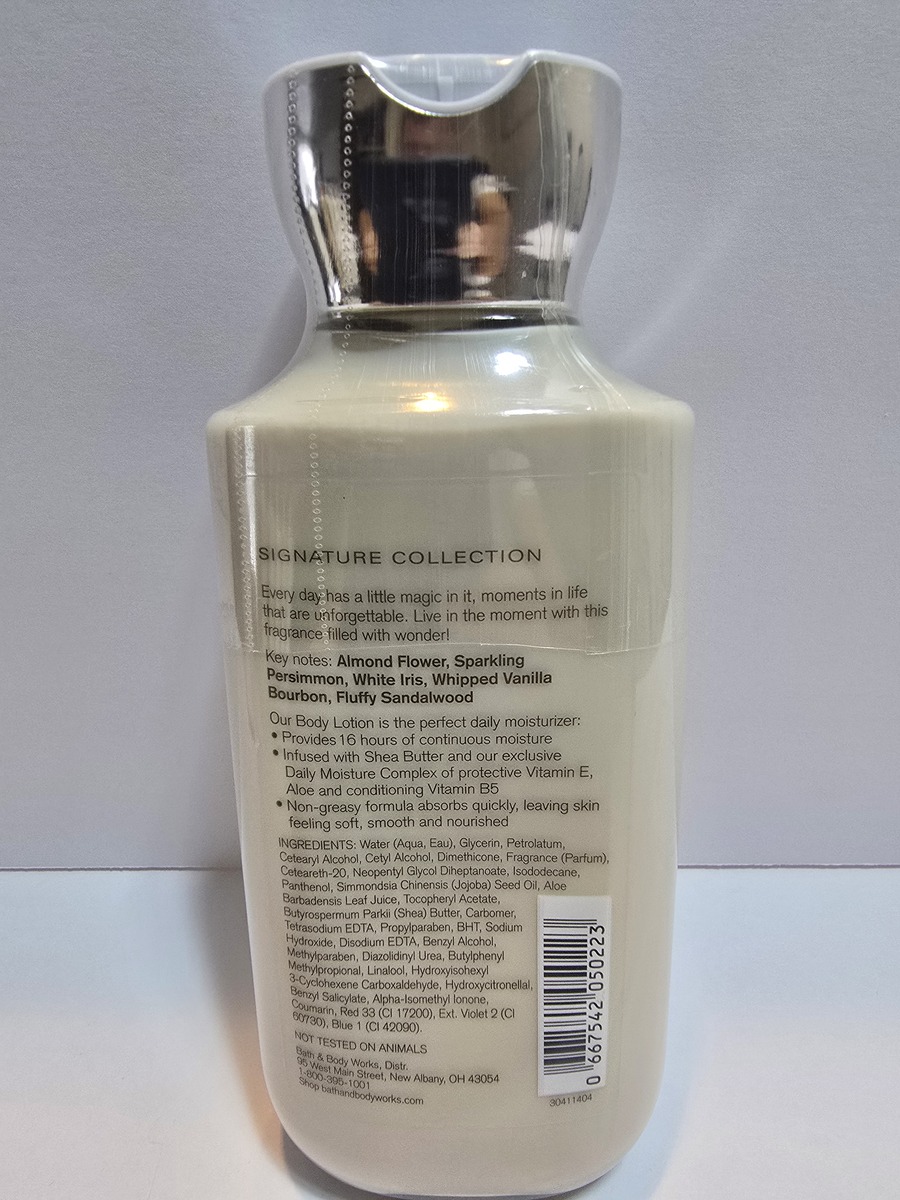 SIGNATURE COLLECTION
Every day has a little magic in it, moments in life
that are unforgettable. Live in the moment with this
fragrance filled with wonder!
Key notes: Almond Flower, Sparkling
Persimmon, White Iris, Whipped Vanilla
Bourbon, Fluffy Sandalwood
Our Body Lotion is the perfect daily moisturizer:
• Provides 16 hours of continuous moisture
• Infused with Shea Butter and our exclusive
Daily Moisture Complex of protective Vitamin E,
Aloe and conditioning Vitamin B5
• Non-greasy formula absorbs quickly, leaving skin
feeling soft, smooth and nourished
INGREDIENTS: Water (Aqua, Eau), Glycerin, Petrolatum,
Cetearyl Alcohol, Cetyl Alcohol, Dimethicone, Fragrance (Parfum),
Ceteareth-20, Neopentyl Glycol Diheptanoate, Isododecane,
Panthenol, Simmondsia Chinensis (Jojoba) Seed Oil, Aloe
Barbadensis Leaf Juice, Tocopheryl Acetate,
Butyrospermum Parkii (Shea) Butter, Carbomer,
Tetrasodium EDTA, Propylparaben, BHT, Sodium
Hydroxide, Disodium EDTA, Benzyl Alcohol,
Methylparaben, Diazolidinyl Urea, Butylphenyl
Methylpropional, Linalool, Hydroxyisohexyl
3-Cyclohexene Carboxaldehyde, Hydroxycitronellal,
Benzyl Salicylate, Alpha-Isomethyl Ionone,
Coumarin, Red 33 (CI 17200), Ext. Violet 2 (CI
60730), Blue 1 (CI 42090).
NOT TESTED ON ANIMALS
Bath & Body Works, Distr.
95 West Main Street, New Albany, OH 43054
1-800-395-1001
Shop bathandbodyworks.com
0 667542 050223
30411404